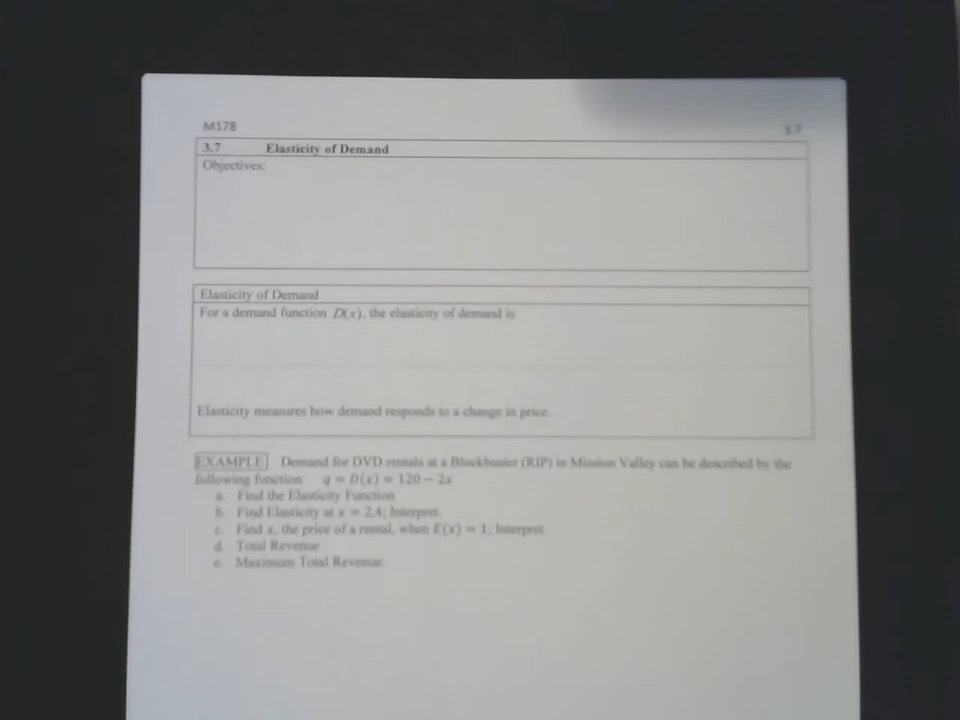 M178
3.7
3.7 Elasticity of Demand
Objectives:
Elasticity of Demand
For a demand function D(x), the elasticity of demand is
Elasticity measures how demand responds to a change in price.
EXAMPLE Demand for DVD rentals at a Blockbuster (RIP) in Mission Valley can be described by the
following function: q = D(x) = 120 − 2x
a. Find the Elasticity Function
b. Find Elasticity at x = 2,4; Interpret.
c. Find x, the price of a rental, when E(x) = 1; Interpret.
d. Total Revenue
e. Maximum Total Revenue.